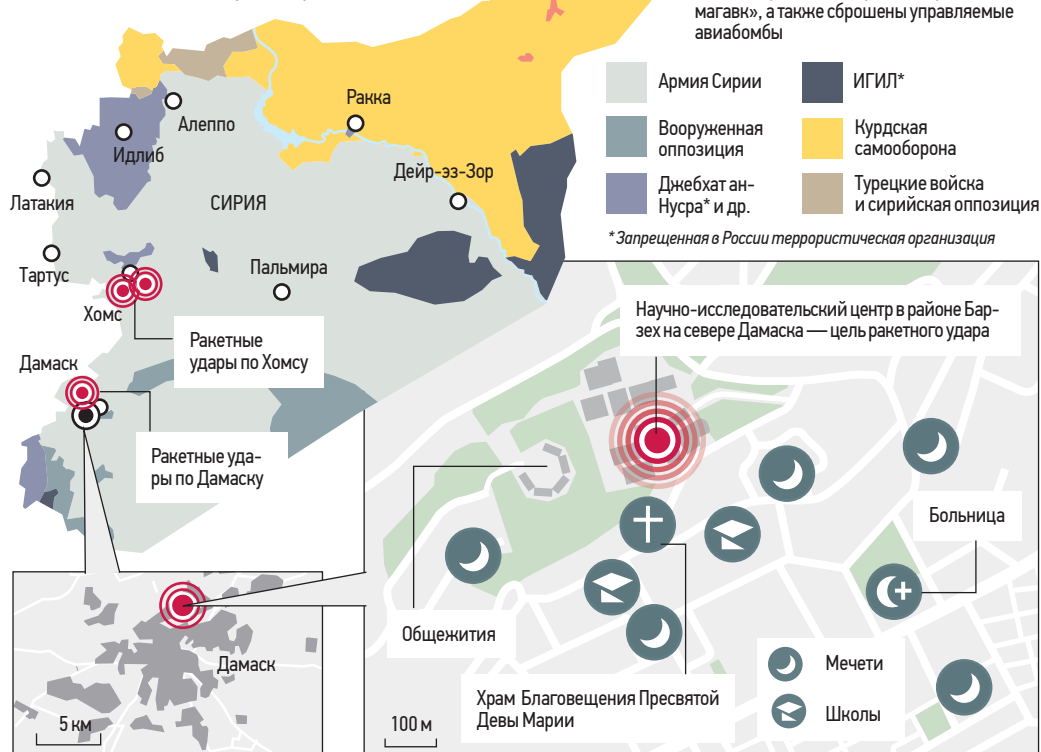 магавк», а также сброшены управляемые
авиабомбы
Армия Сирии
ИГИЛ*
Вооруженная
оппозиция
Курдская
самооборона
Джебхат ан-
Нусра* и др.
Турецкие войска
и сирийская оппозиция
* Запрещенная в России террористическая организация
Ракка
Алеппо
Идлиб
Дейр-эз-Зор
Латакия
СИРИЯ
Тартус
Пальмира
Хомс
Ракетные
удары по Хомсу
Дамаск
Ракетные уда-
ры по Дамаску
Научно-исследовательский центр в районе Бар-
зех на севере Дамаска — цель ракетного удара
Больница
Общежития
Храм Благовещения Пресвятой
Девы Марии
Мечети
Школы
100 м
Дамаск
5 км